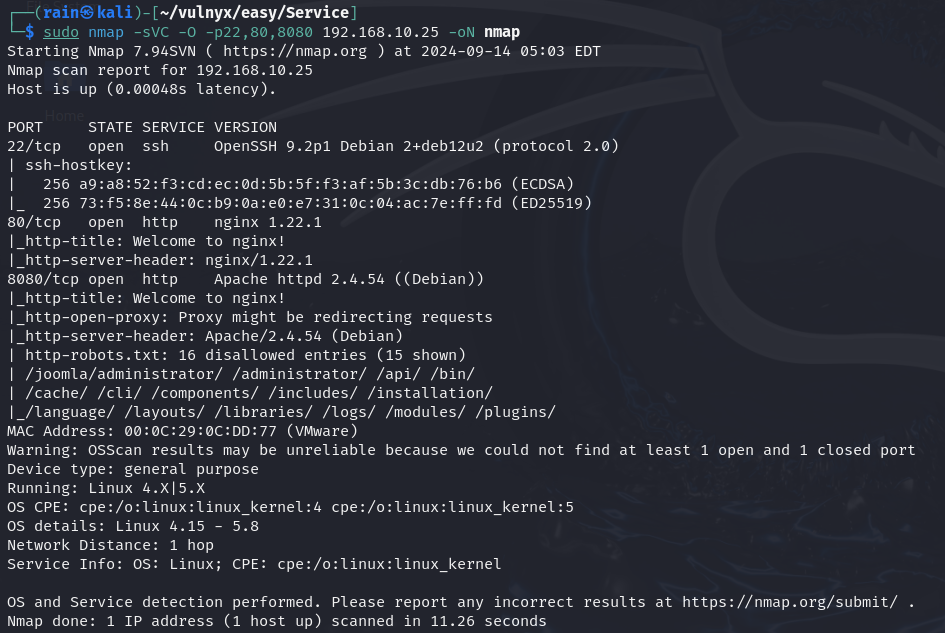 ┌──(rain㉿kali)-[~/vulnyx/easy/Service]
└─$ sudo nmap -sVC -O -p22,80,8080 192.168.10.25 -oN nmap
Starting Nmap 7.94SVN ( https://nmap.org ) at 2024-09-14 05:03 EDT
Nmap scan report for 192.168.10.25
Host is up (0.00048s latency).
Home
PORT     STATE SERVICE VERSION
22/tcp   open  ssh     OpenSSH 9.2p1 Debian 2+deb12u2 (protocol 2.0)
| ssh-hostkey:
|   256 a9:a8:52:f3:cd:ec:0d:5b:5f:f3:af:5b:3c:db:76:b6 (ECDSA)
|_  256 73:f5:8e:44:0c:b9:0a:e0:e7:31:0c:04:ac:7e:ff:fd (ED25519)
80/tcp   open  http    nginx 1.22.1
|_http-title: Welcome to nginx!
|_http-server-header: nginx/1.22.1
8080/tcp open  http    Apache httpd 2.4.54 ((Debian))
|_http-title: Welcome to nginx!
|_http-open-proxy: Proxy might be redirecting requests
|_http-server-header: Apache/2.4.54 (Debian)
| http-robots.txt: 16 disallowed entries (15 shown)
| /joomla/administrator/ /administrator/ /api/ /bin/
| /cache/ /cli/ /components/ /includes/ /installation/
|_/language/ /layouts/ /libraries/ /logs/ /modules/ /plugins/
MAC Address: 00:0C:29:0C:DD:77 (VMware)
Warning: OSScan results may be unreliable because we could not find at least 1 open and 1 closed port
Device type: general purpose
Running: Linux 4.X|5.X
OS CPE: cpe:/o:linux:linux_kernel:4 cpe:/o:linux:linux_kernel:5
OS details: Linux 4.15 - 5.8
Network Distance: 1 hop
Service Info: OS: Linux; CPE: cpe:/o:linux:linux_kernel

OS and Service detection performed. Please report any incorrect results at https://nmap.org/submit/ .
Nmap done: 1 IP address (1 host up) scanned in 11.26 seconds